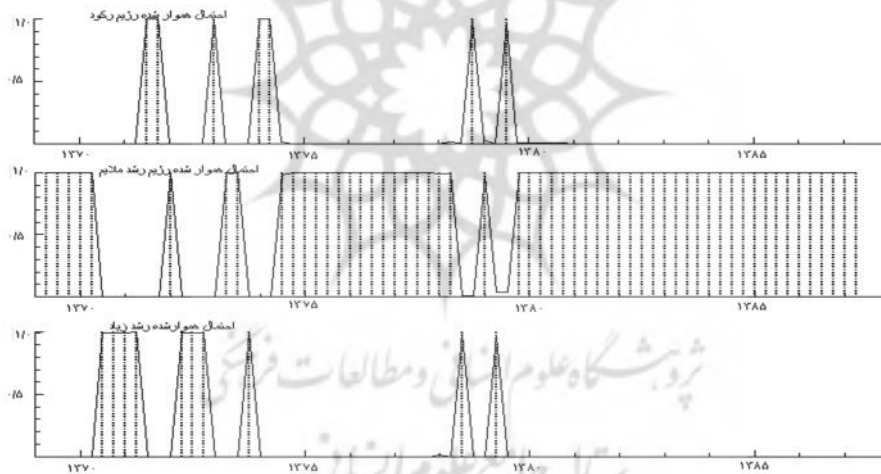 احتمال هموار شده رژیم رکود
۱/۰
۰/۵
۱۳۷۰ ۱۳۷۵ ۱۳۸۰ ۱۳۸۵
احتمال هموار شده رژیم رشد ملایم
۱/۰
۰/۵
۱۳۷۰ ۱۳۷۵ ۱۳۸۰ ۱۳۸۵
احتمال هموارشده رشد زیاد
۱/۰
۰/۵
پژوهشگاه علوم انسانی و مطالعات فرهنگی
۱۳۷۰ ۱۳۷۵ ۱۳۸۰ ۱۳۸۵